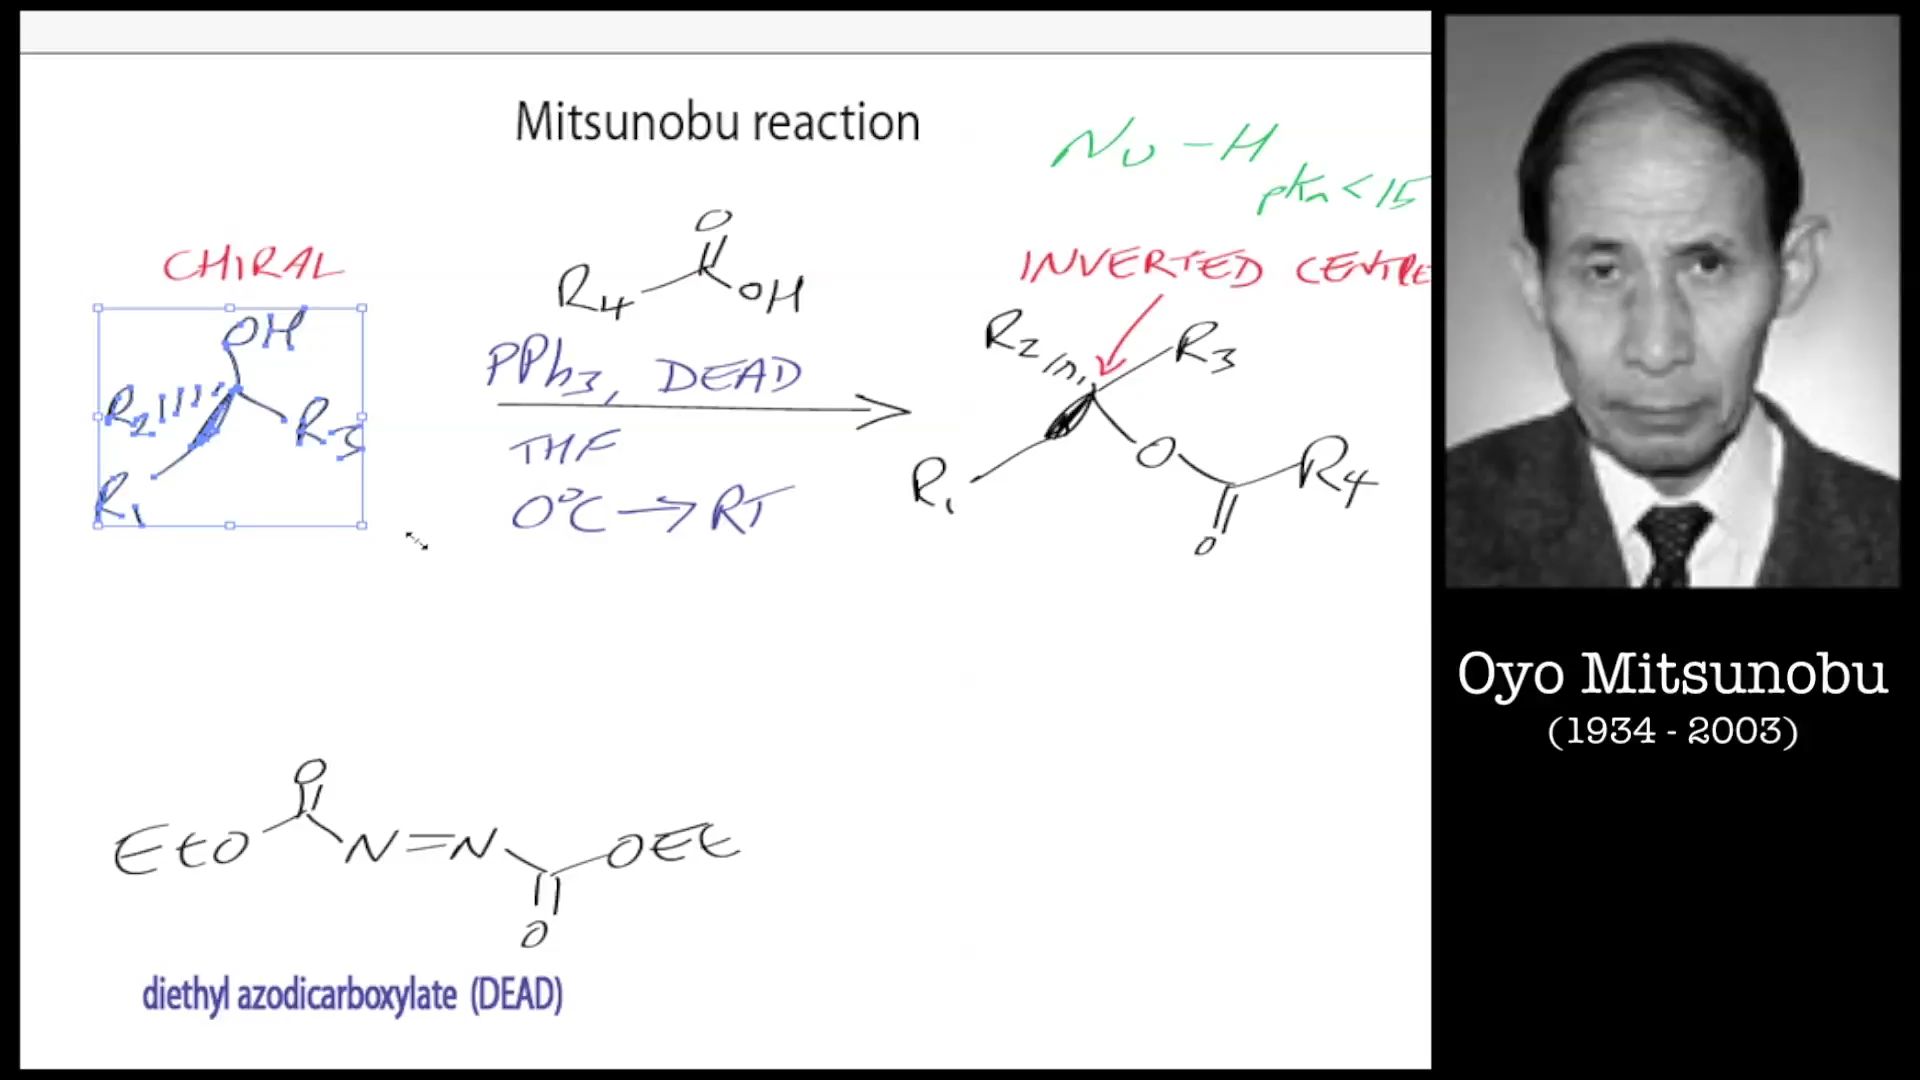 Mitsunobu reaction
Nu-H
pKa < 15
CHIRAL
OH
R2
R3
R1
O
R4
OH
PPh3, DEAD
THF
0°C → RT
INVERTED CENTRE
R2
R3
R1
O
R4
O
O
EtO
N=N
OEt
O
diethyl azodicarboxylate (DEAD)
Oyo Mitsunobu
(1934 - 2003)